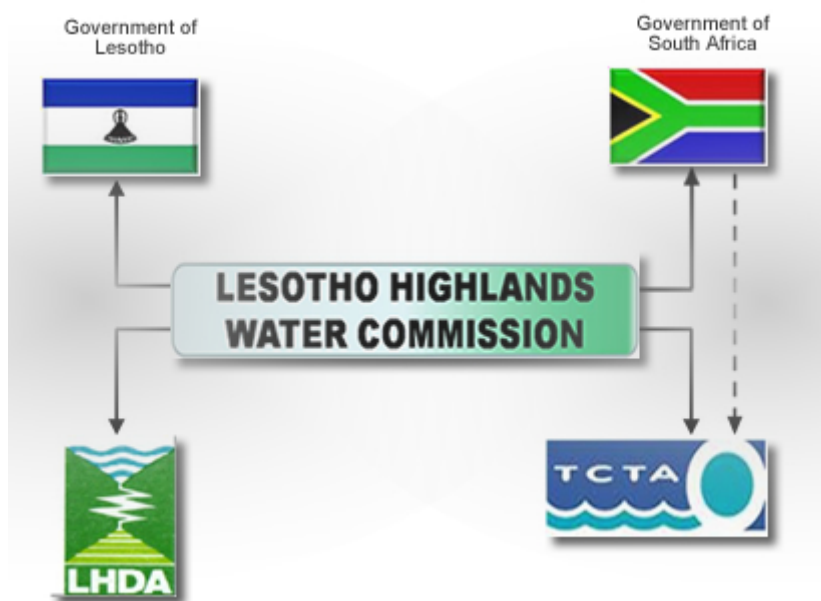 Government of
Lesotho
Government of
South Africa
LESOTHO HIGHLANDS
WATER COMMISSION
LHDA
TCTA